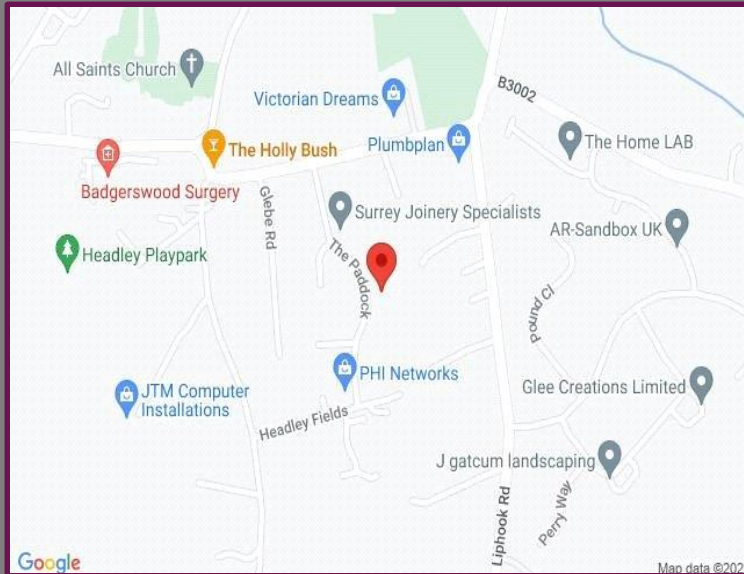 All Saints Church
Victorian Dreams
B3002
The Holly Bush
Plumbplan
The Home LAB
Badgerswood Surgery
Glebe Rd
Surrey Joinery Specialists
AR-Sandbox UK
Headley Playpark
The Paddock
Pound Cl
PHI Networks
JTM Computer
Installations
Glee Creations Limited
Headley Fields
J gatcum landscaping
Liphook Rd
Perry Way
Google
Map data ©202